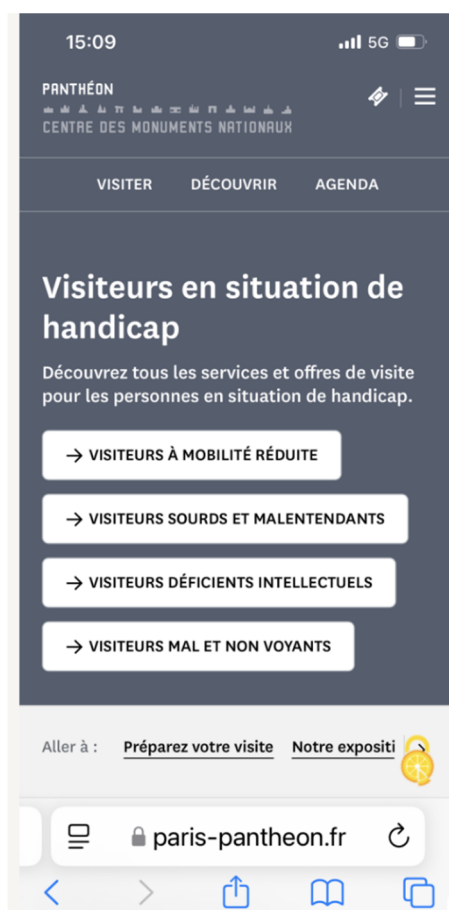 15:09
5G
PANTHÉON
CENTRE DES MONUMENTS NATIONAUX
VISITER DÉCOUVRIR AGENDA
Visiteurs en situation de
handicap
Découvrez tous les services et offres de visite
pour les personnes en situation de handicap.
→ VISITEURS À MOBILITÉ RÉDUITE
→ VISITEURS SOURDS ET MALENTENDANTS
→ VISITEURS DÉFICIENTS INTELLECTUELS
→ VISITEURS MAL ET NON VOYANTS
Aller à : Préparez votre visite Notre expositi
paris-pantheon.fr